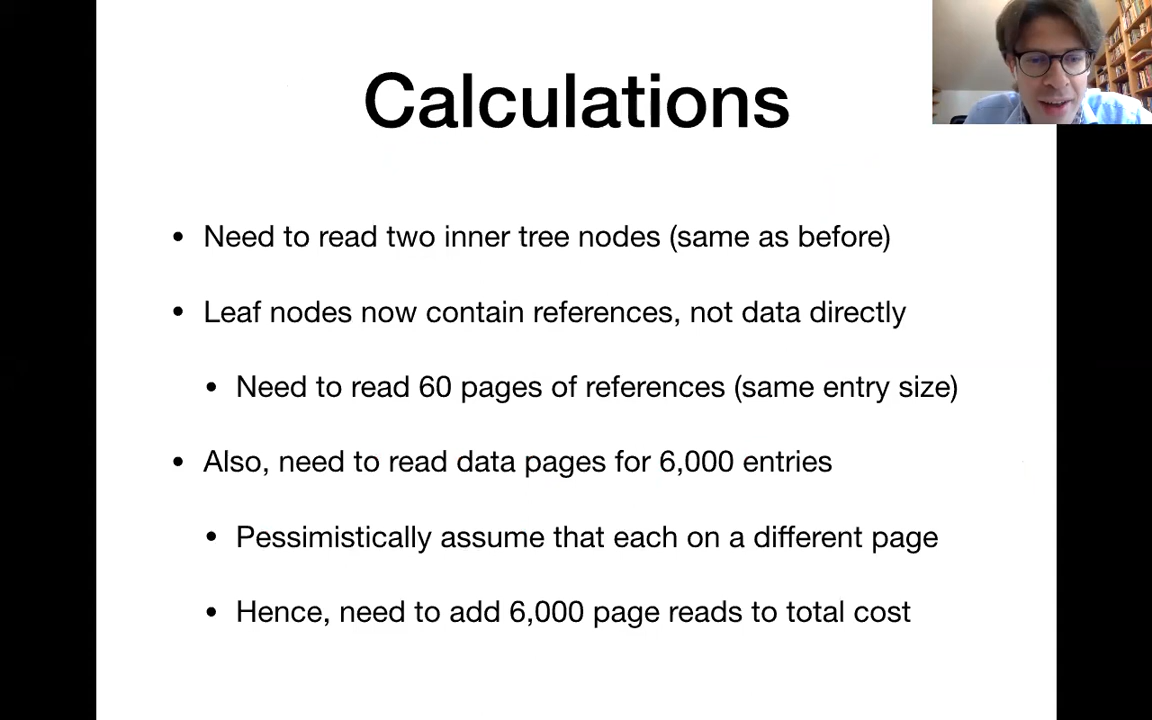 Calculations
• Need to read two inner tree nodes (same as before)
• Leaf nodes now contain references, not data directly
• Need to read 60 pages of references (same entry size)
• Also, need to read data pages for 6,000 entries
• Pessimistically assume that each on a different page
• Hence, need to add 6,000 page reads to total cost